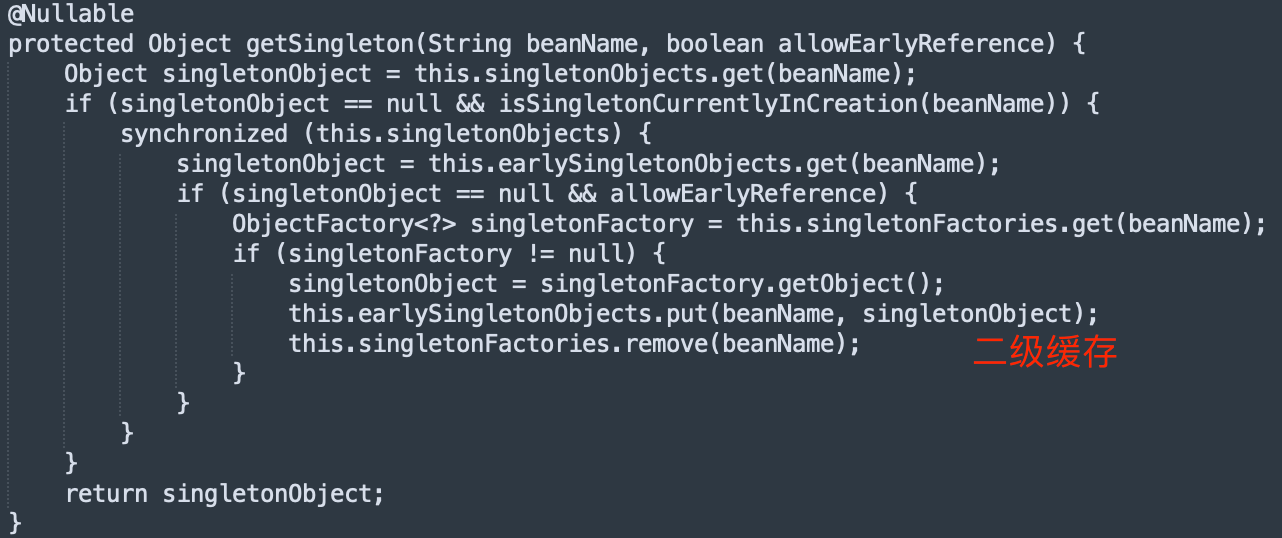 @Nullable
protected Object getSingleton(String beanName, boolean allowEarlyReference) {
    Object singletonObject = this.singletonObjects.get(beanName);
    if (singletonObject == null && isSingletonCurrentlyInCreation(beanName)) {
        synchronized (this.singletonObjects) {
            singletonObject = this.earlySingletonObjects.get(beanName);
            if (singletonObject == null && allowEarlyReference) {
                ObjectFactory<?> singletonFactory = this.singletonFactories.get(beanName);
                if (singletonFactory != null) {
                    singletonObject = singletonFactory.getObject();
                    this.earlySingletonObjects.put(beanName, singletonObject);
                    this.singletonFactories.remove(beanName); 二级缓存
                }
            }
        }
    }
    return singletonObject;
}